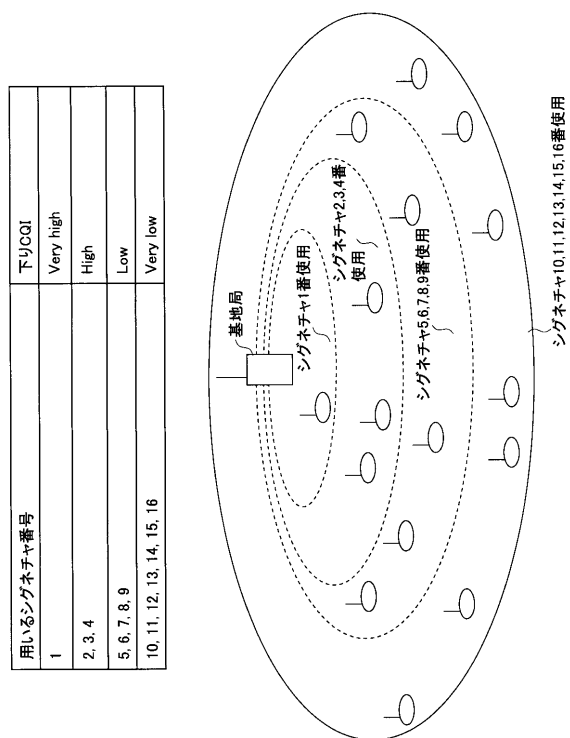 用いるシグネチャ番号 下りCQI
1 Very high
2, 3, 4 High
5, 6, 7, 8, 9 Low
10, 11, 12, 13, 14, 15, 16 Very low
基地局
シグネチャ1番使用
シグネチャ2,3,4番
使用
シグネチャ5,6,7,8,9番使用
シグネチャ10,11,12,13,14,15,16番使用